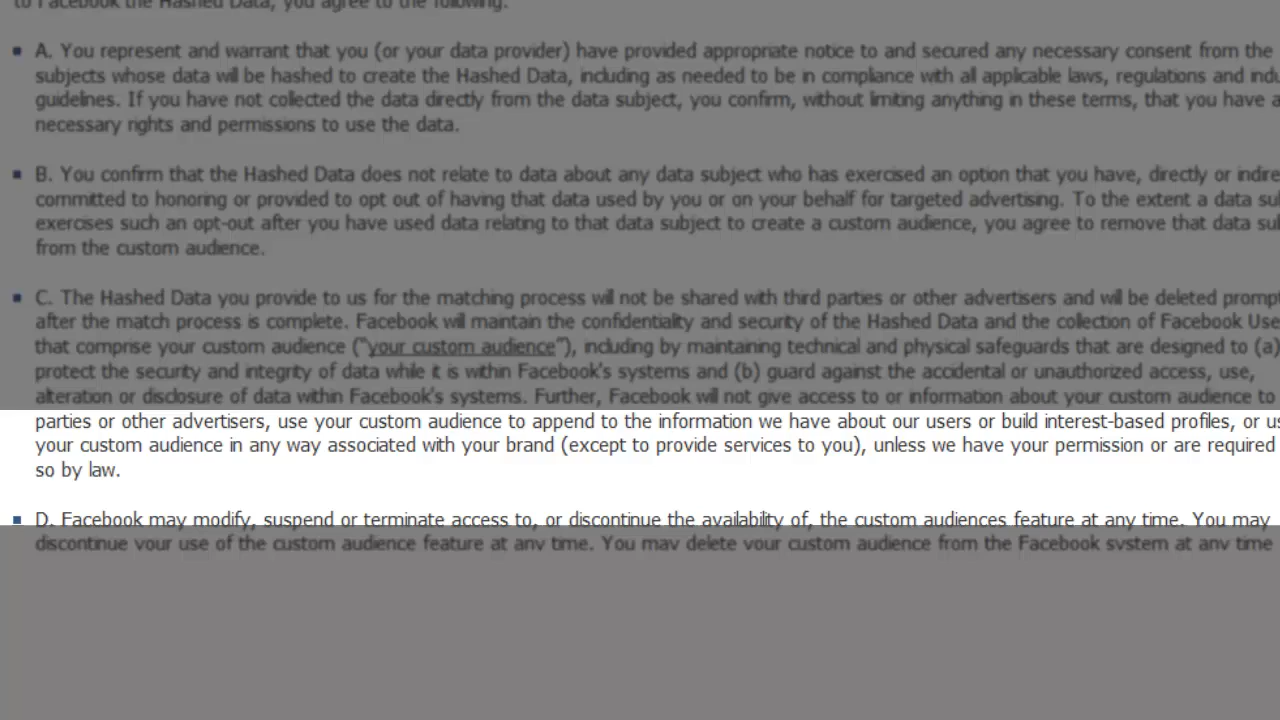 to Facebook the Hashed Data, you agree to the following:
A. You represent and warrant that you (or your data provider) have provided appropriate notice to and secured any necessary consent from the
subjects whose data will be hashed to create the Hashed Data, including as needed to be in compliance with all applicable laws, regulations and indu
guidelines. If you have not collected the data directly from the data subject, you confirm, without limiting anything in these terms, that you have a
necessary rights and permissions to use the data.
B. You confirm that the Hashed Data does not relate to data about any data subject who has exercised an option that you have, directly or indire
committed to honoring or provided to opt out of having that data used by you or on your behalf for targeted advertising. To the extent a data su
exercises such an opt-out after you have used data relating to that data subject to create a custom audience, you agree to remove that data su
from the custom audience.
C. The Hashed Data you provide to us for the matching process will not be shared with third parties or other advertisers and will be deleted prompt
after the match process is complete. Facebook will maintain the confidentiality and security of the Hashed Data and the collection of Facebook Use
that comprise your custom audience ("your custom audience"), including by maintaining technical and physical safeguards that are designed to (a)
protect the security and integrity of data while it is within Facebook's systems and (b) guard against the accidental or unauthorized access, use,
alteration or disclosure of data within Facebook's systems. Further, Facebook will not give access to or information about your custom audience to
parties or other advertisers, use your custom audience to append to the information we have about our users or build interest-based profiles, or us
your custom audience in any way associated with your brand (except to provide services to you), unless we have your permission or are required
so by law.
D. Facebook may modify, suspend or terminate access to, or discontinue the availability of, the custom audiences feature at any time. You may
discontinue your use of the custom audience feature at any time. You may delete your custom audience from the Facebook system at any time